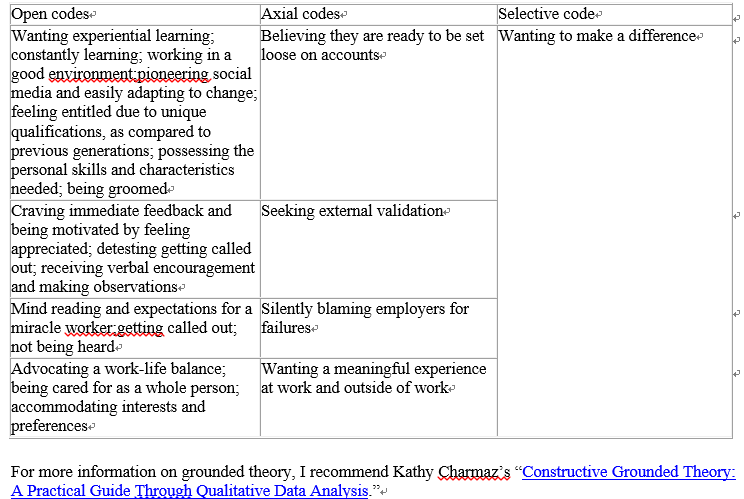 Open codes
Axial codes
Selective code
Wanting experiential learning;
constantly learning; working in a
good environment;pioneering social
media and easily adapting to change;
feeling entitled due to unique
qualifications, as compared to
previous generations; possessing the
personal skills and characteristics
needed; being groomed
Believing they are ready to be set
loose on accounts
Wanting to make a difference
Craving immediate feedback and
being motivated by feeling
appreciated; detesting getting called
out; receiving verbal encouragement
and making observations
Seeking external validation
Mind reading and expectations for a
miracle worker;getting called out;
not being heard
Silently blaming employers for
failures
Advocating a work-life balance;
being cared for as a whole person;
accommodating interests and
preferences
Wanting a meaningful experience
at work and outside of work
For more information on grounded theory, I recommend Kathy Charmaz’s “Constructive Grounded Theory:
A Practical Guide Through Qualitative Data Analysis.”